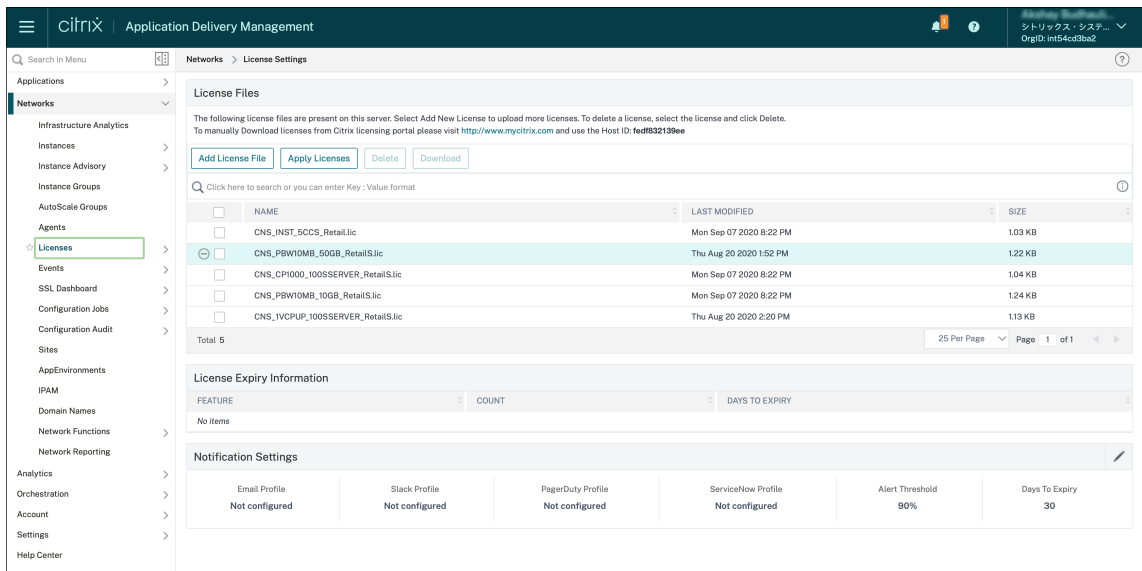 citrix | Application Delivery Management
1
?
シトリックス・システ...
OrgID: int54cd3ba2
Search in Menu
Networks > License Settings
?
Applications
Networks
Infrastructure Analytics
Instances
Instance Advisory
Instance Groups
AutoScale Groups
Agents
Licenses
Events
SSL Dashboard
Configuration Jobs
Configuration Audit
Sites
AppEnvironments
IPAM
Domain Names
Network Functions
Network Reporting
Analytics
Orchestration
Account
Settings
Help Center
License Files
The following license files are present on this server. Select Add New License to upload more licenses. To delete a license, select the license and click Delete.
To manually Download licenses from Citrix licensing portal please visit http://www.mycitrix.com and use the Host ID: fedf832139ee
Add License File Apply Licenses Delete Download
Click here to search or you can enter Key : Value format
NAME LAST MODIFIED SIZE
CNS_INST_5CCS_Retail.lic Mon Sep 07 2020 8:22 PM 1.03 KB
CNS_PBW10MB_50GB_RetailS.lic Thu Aug 20 2020 1:52 PM 1.22 KB
CNS_CP1000_100SSERVER_RetailS.lic Mon Sep 07 2020 8:22 PM 1.04 KB
CNS_PBW10MB_10GB_RetailS.lic Mon Sep 07 2020 8:22 PM 1.24 KB
CNS_1VCPUP_100SSERVER_RetailS.lic Thu Aug 20 2020 2:20 PM 1.13 KB
Total 5 25 Per Page Page 1 of 1
License Expiry Information
FEATURE COUNT DAYS TO EXPIRY
No items
Notification Settings
Email Profile Slack Profile PagerDuty Profile ServiceNow Profile Alert Threshold Days To Expiry
Not configured Not configured Not configured Not configured 90% 30